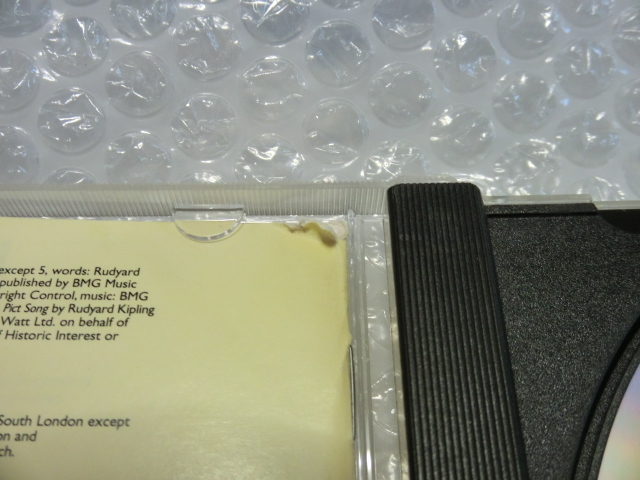 except 5, words: Rudyard
published by BMG Music
right Control, music: BMG
Pict Song by Rudyard Kipling
Watt Ltd. on behalf of
f Historic Interest or
South London except
on and
ch.